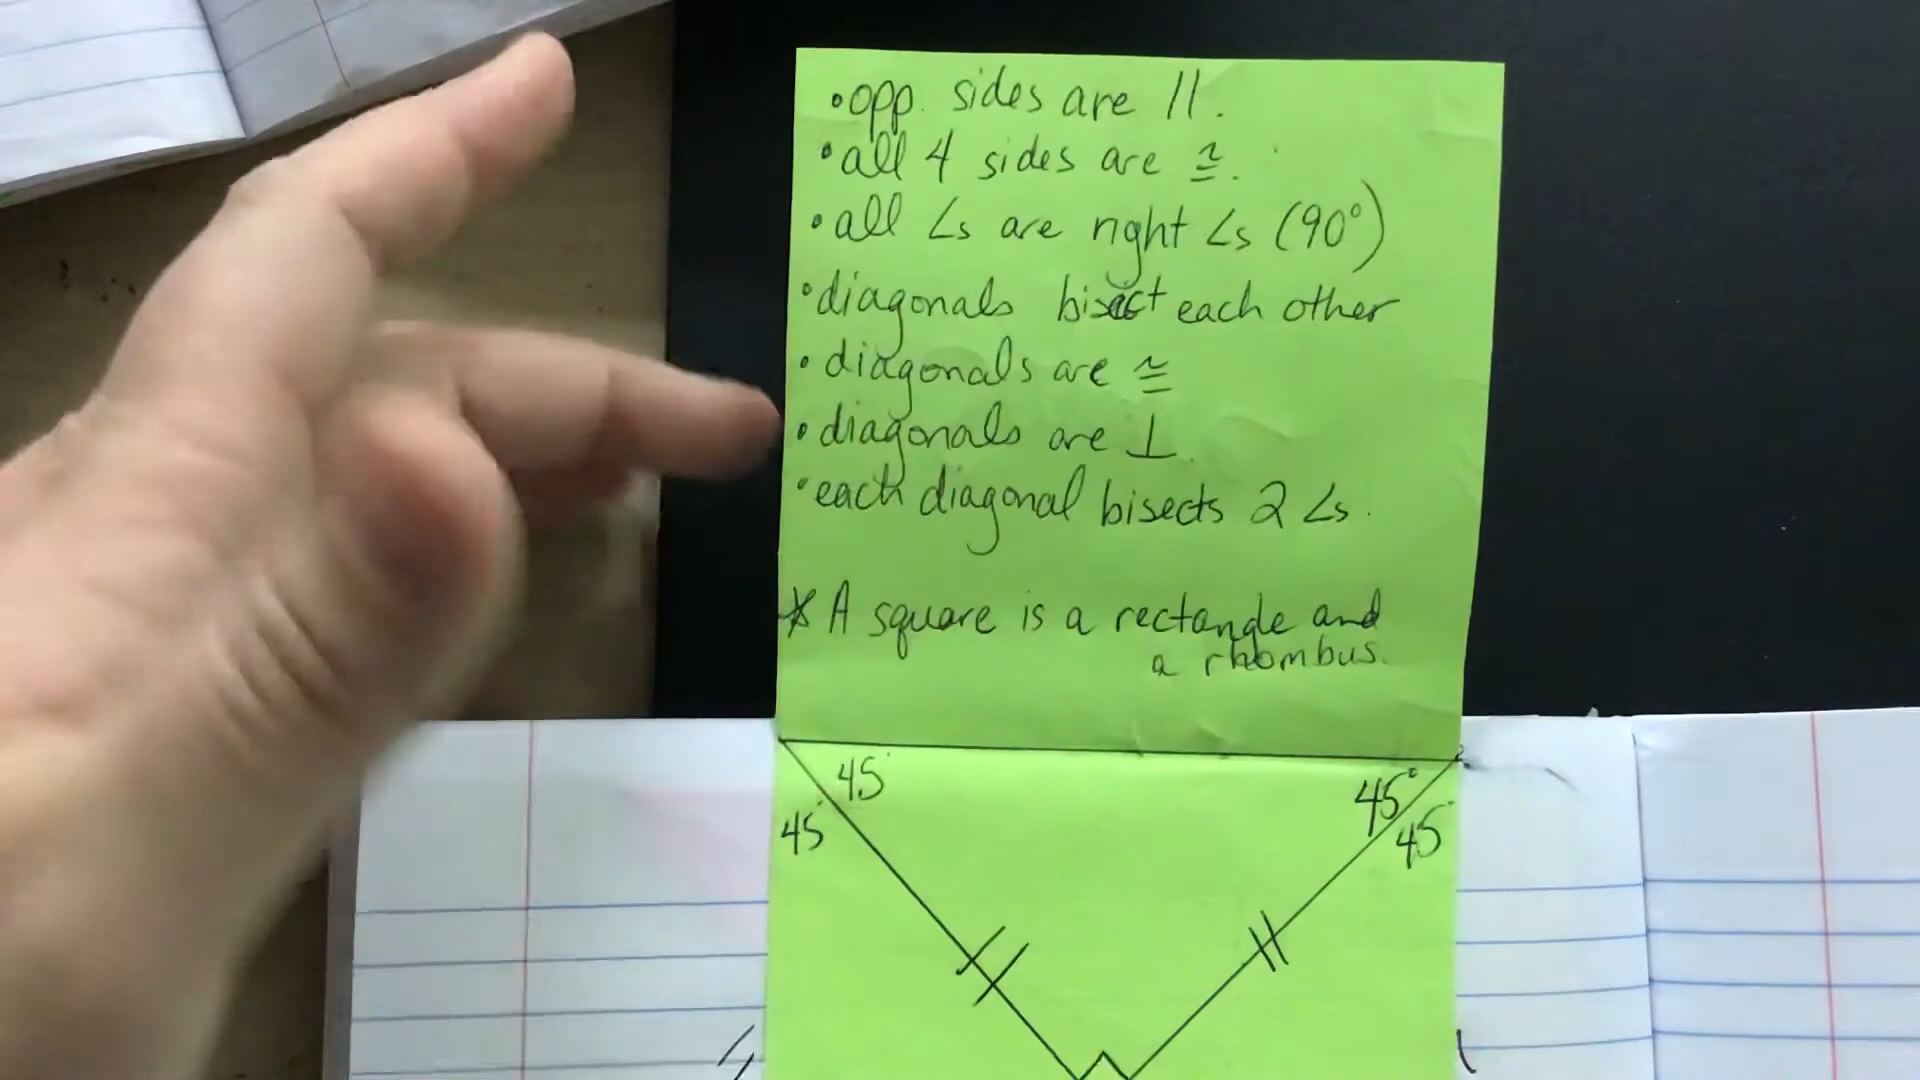 • opp. sides are //.
• all 4 sides are ≅.
• all ∠s are right ∠s (90°)
• diagonals bisect each other
• diagonals are ≅
• diagonals are ⊥
• each diagonal bisects 2 ∠s.
* A square is a rectangle and
a rhombus.
45° 45°
45° 45°